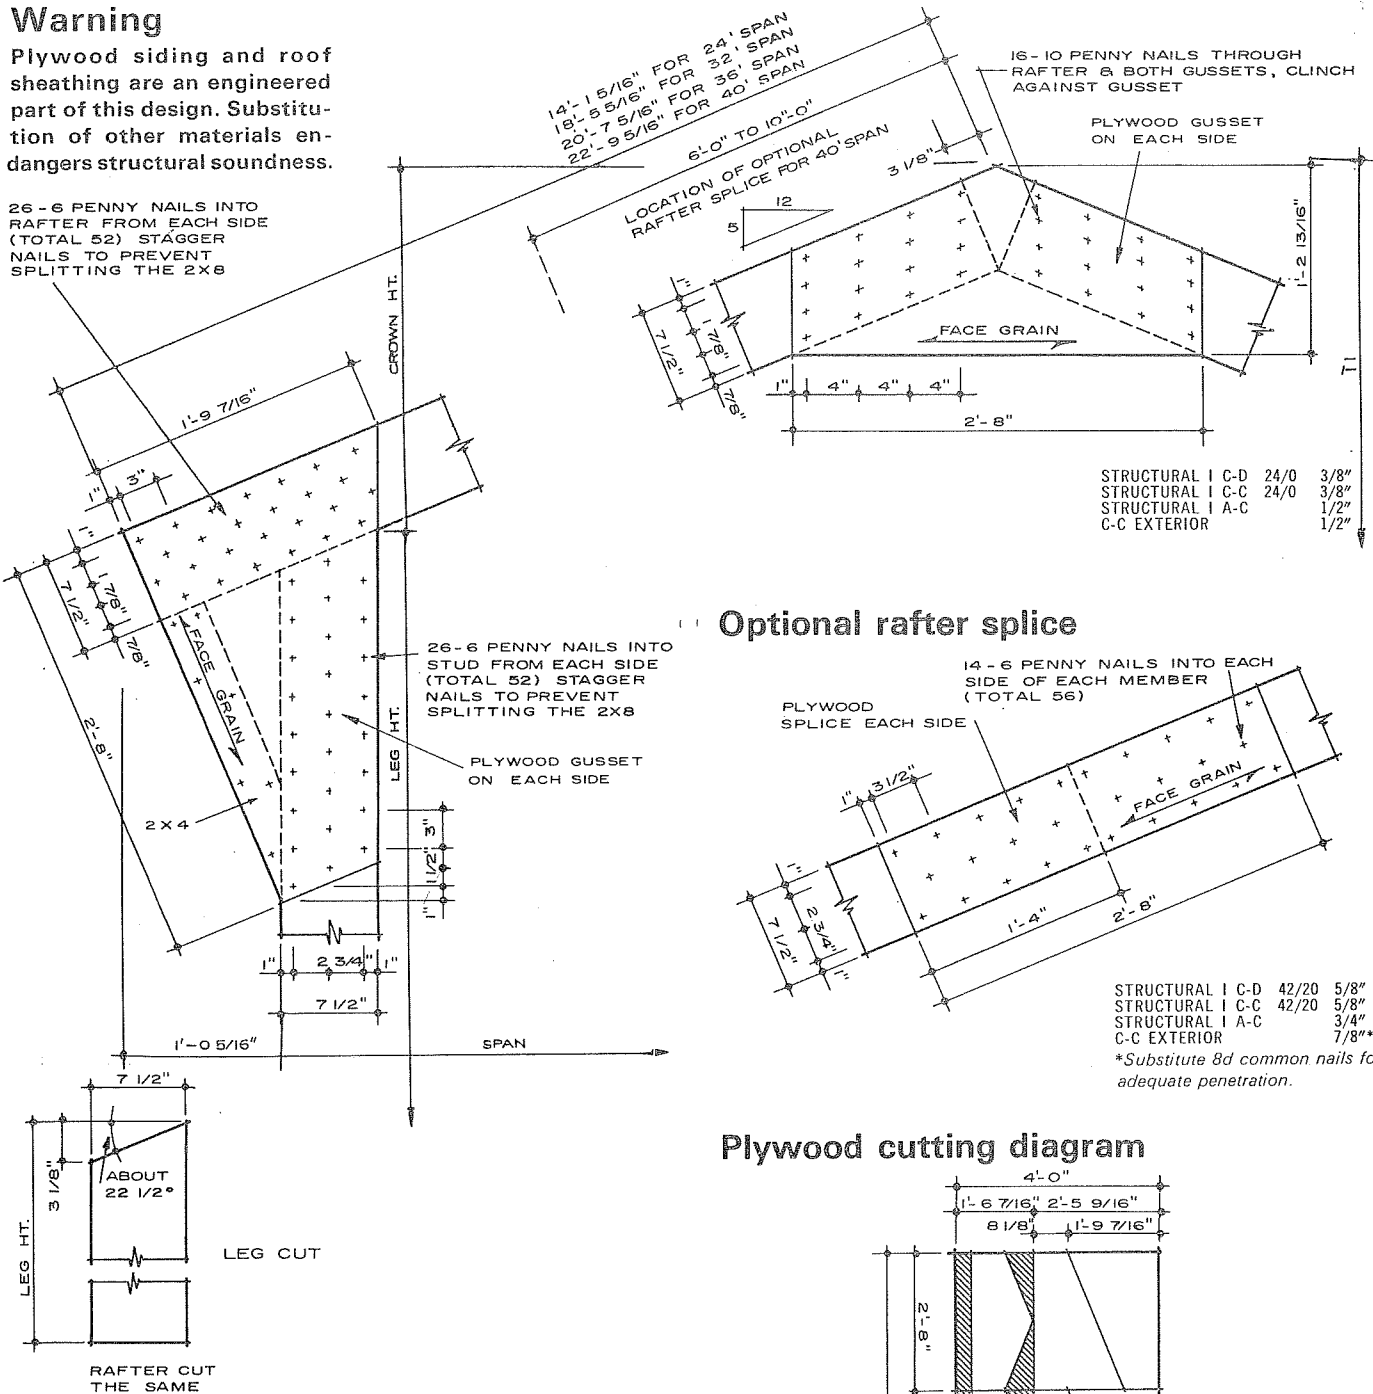 Warning
Plywood siding and roof
sheathing are an engineered
part of this design. Substitu-
tion of other materials en-
dangers structural soundness.
26-6 PENNY NAILS INTO
RAFTER FROM EACH SIDE
(TOTAL 52) STAGGER
NAILS TO PREVENT
SPLITTING THE 2X8
14'-1 5/16" FOR 24' SPAN
18'-5 5/16" FOR 32' SPAN
20'-7 5/16" FOR 36' SPAN
22'-9 5/16" FOR 40' SPAN
6'-0" TO 10'-0"
LOCATION OF OPTIONAL
RAFTER SPLICE FOR 40' SPAN
3 1/8"
12
5
16-10 PENNY NAILS THROUGH
RAFTER & BOTH GUSSETS, CLINCH
AGAINST GUSSET
PLYWOOD GUSSET
ON EACH SIDE
1'-2 13/16"
FACE GRAIN
1"
1 7/8"
7/8"
7 1/2"
1"
4"
4"
4"
2'-8"
STRUCTURAL I C-D 24/0 3/8"
STRUCTURAL I C-C 24/0 3/8"
STRUCTURAL I A-C 1/2"
C-C EXTERIOR 1/2"
CROWN HT.
1'-9 7/16"
1"
3"
1"
1 7/8"
7/8"
7 1/2"
2'-8"
FACE GRAIN
2X4
26-6 PENNY NAILS INTO
STUD FROM EACH SIDE
(TOTAL 52) STAGGER
NAILS TO PREVENT
SPLITTING THE 2X8
LEG HT.
PLYWOOD GUSSET
ON EACH SIDE
3"
1 1/2"
1"
1"
2 3/4"
1"
7 1/2"
1'-0 5/16"
SPAN
Optional rafter splice
14-6 PENNY NAILS INTO EACH
SIDE OF EACH MEMBER
(TOTAL 56)
PLYWOOD
SPLICE EACH SIDE
1"
3 1/2"
FACE GRAIN
1"
2 3/4"
1"
7 1/2"
1'-4"
2'-8"
STRUCTURAL I C-D 42/20 5/8"
STRUCTURAL I C-C 42/20 5/8"
STRUCTURAL I A-C 3/4"
C-C EXTERIOR 7/8"*
*Substitute 8d common nails fo
adequate penetration.
7 1/2"
3 1/8"
ABOUT
22 1/2°
LEG HT.
LEG CUT
RAFTER CUT
THE SAME
Plywood cutting diagram
4'-0"
1'-6 7/16" 2'-5 9/16"
8 1/8" 1'-9 7/16"
2'-8"